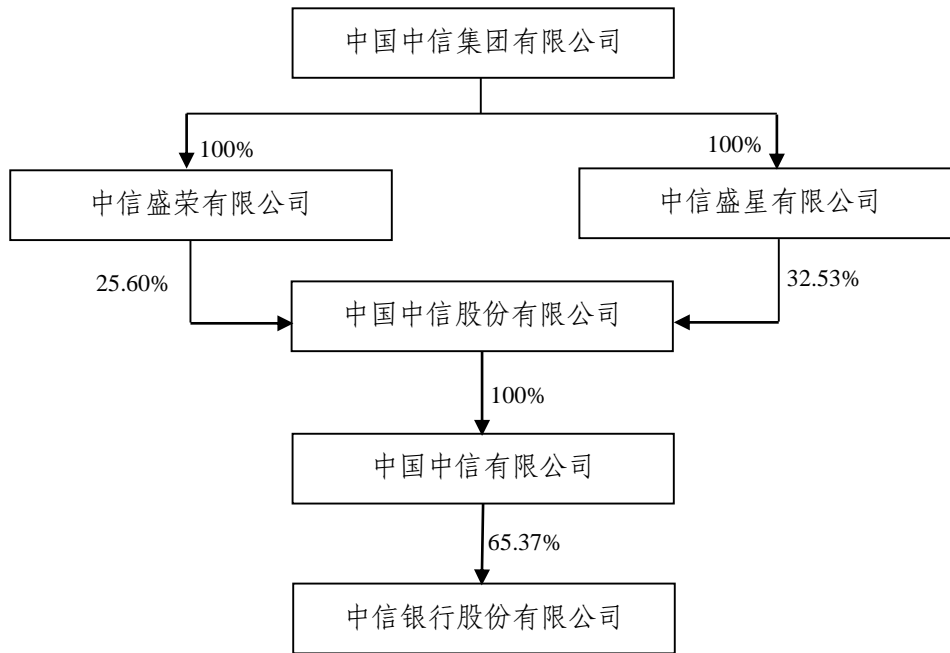 中国中信集团有限公司
100%
100%
中信盛荣有限公司
中信盛星有限公司
25.60%
32.53%
中国中信股份有限公司
100%
中国中信有限公司
65.37%
中信银行股份有限公司